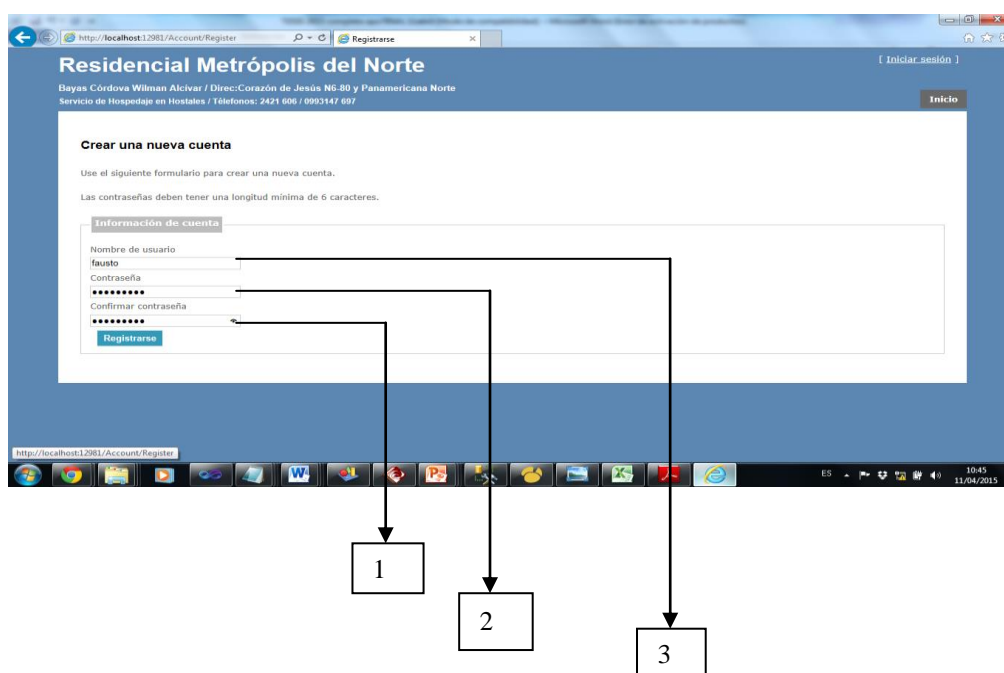 http://localhost:12981/Account/Register
Registrarse
Residencial Metrópolis del Norte
[ Iniciar sesión ]
Bayas Córdova Wilman Alcivar / Direc:Corazón de Jesús N6-80 y Panamericana Norte
Servicio de Hospedaje en Hostales / Télefonos: 2421 606 / 0993147 697
Inicio
Crear una nueva cuenta
Use el siguiente formulario para crear una nueva cuenta.
Las contraseñas deben tener una longitud mínima de 6 caracteres.
Información de cuenta
Nombre de usuario
fausto
Contraseña
•••••••••
Confirmar contraseña
•••••••••
Registrarse
http://localhost:12981/Account/Register
ES
10:45
11/04/2015
1
2
3